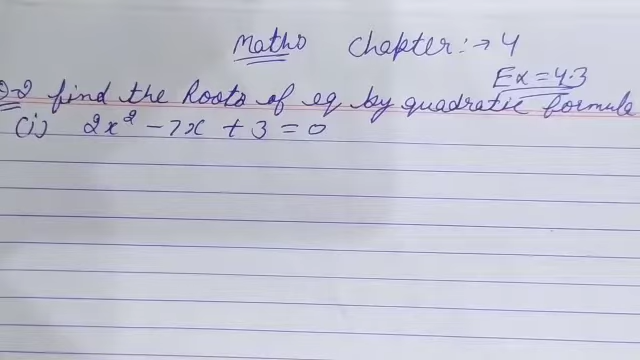 Maths Chapter :→ 4
Ex = 4.3
Q2 find the Roots of eq by quadratic formula
(i) 2x² - 7x + 3 = 0